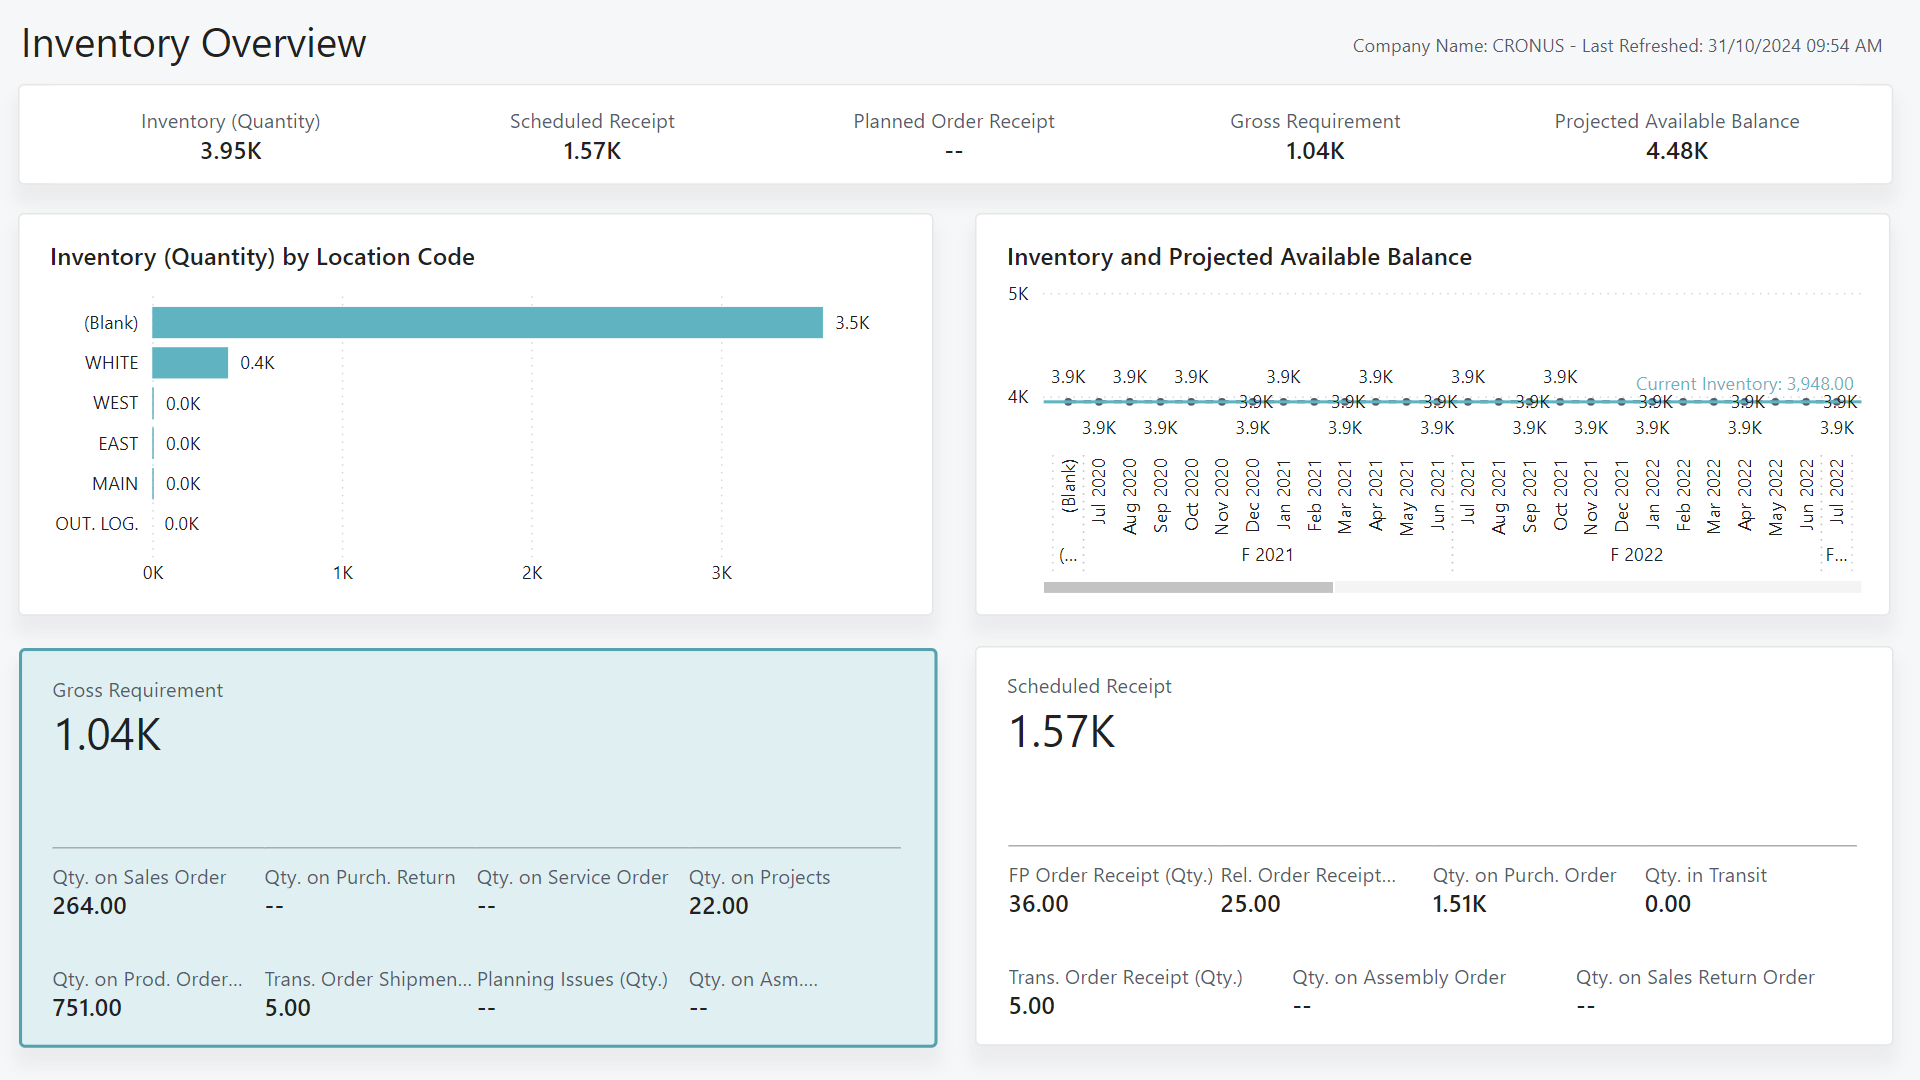 Inventory Overview
Company Name: CRONUS - Last Refreshed: 31/10/2024 09:54 AM
Inventory (Quantity)
3.95K
Scheduled Receipt
1.57K
Planned Order Receipt
--
Gross Requirement
1.04K
Projected Available Balance
4.48K
Inventory (Quantity) by Location Code
(Blank) 3.5K
WHITE 0.4K
WEST 0.0K
EAST 0.0K
MAIN 0.0K
OUT. LOG. 0.0K
0K 1K 2K 3K
Inventory and Projected Available Balance
5K
3.9K 3.9K 3.9K 3.9K 3.9K 3.9K 3.9K
Current Inventory: 3,948.00
4K
3.9K 3.9K 3.9K 3.9K 3.9K 3.9K 3.9K
3.9K 3.9K 3.9K 3.9K 3.9K 3.9K 3.9K 3.9K 3.9K 3.9K
(Blank) Jul 2020 Aug 2020 Sep 2020 Oct 2020 Nov 2020 Dec 2020 Jan 2021 Feb 2021 Mar 2021 Apr 2021 May 2021 Jun 2021 Jul 2021 Aug 2021 Sep 2021 Oct 2021 Nov 2021 Dec 2021 Jan 2022 Feb 2022 Mar 2022 Apr 2022 May 2022 Jun 2022 Jul 2022
(... F 2021 F 2022 F...
Gross Requirement
1.04K
Qty. on Sales Order
264.00
Qty. on Purch. Return
--
Qty. on Service Order
--
Qty. on Projects
22.00
Qty. on Prod. Order...
751.00
Trans. Order Shipmen...
5.00
Planning Issues (Qty.)
--
Qty. on Asm....
--
Scheduled Receipt
1.57K
FP Order Receipt (Qty.)
36.00
Rel. Order Receipt...
25.00
Qty. on Purch. Order
1.51K
Qty. in Transit
0.00
Trans. Order Receipt (Qty.)
5.00
Qty. on Assembly Order
--
Qty. on Sales Return Order
--